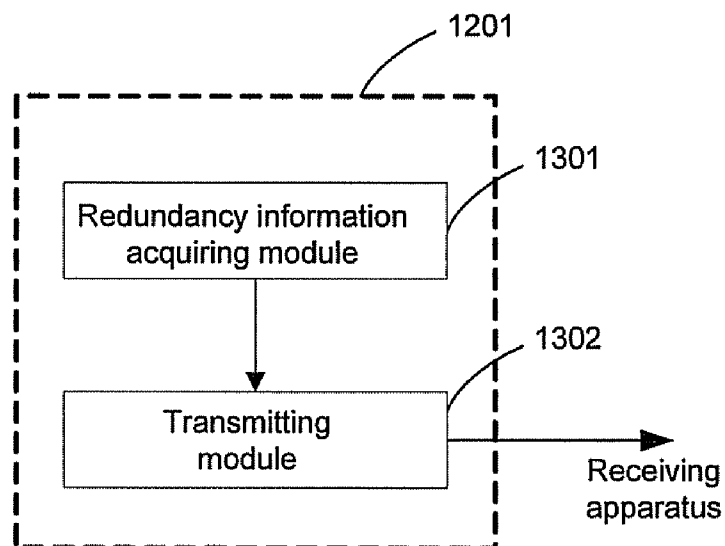 1201
1301
Redundancy information
acquiring module
1302
Transmitting
module
Receiving
apparatus